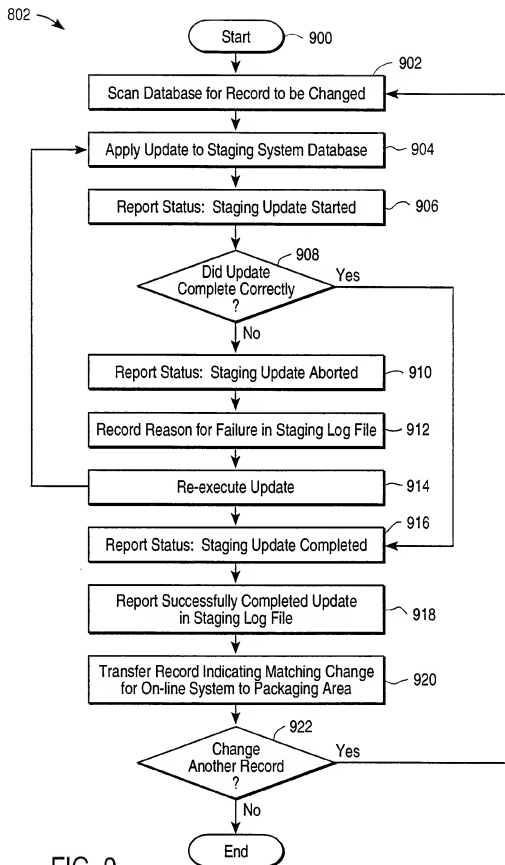 802
Start
900
902
Scan Database for Record to be Changed
Apply Update to Staging System Database
904
Report Status: Staging Update Started
906
908
Did Update
Complete Correctly
?
Yes
No
Report Status: Staging Update Aborted
910
Record Reason for Failure in Staging Log File
912
Re-execute Update
914
916
Report Status: Staging Update Completed
Report Successfully Completed Update
in Staging Log File
918
Transfer Record Indicating Matching Change
for On-line System to Packaging Area
920
922
Change
Another Record
?
Yes
No
End
FIG. 9